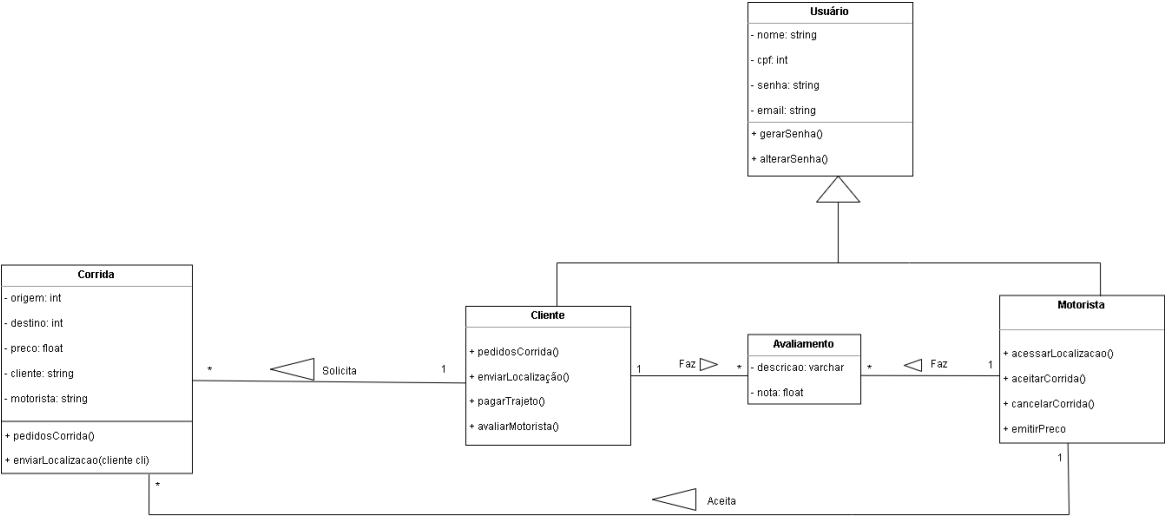 Usuário
- nome: string
- cpf: int
- senha: string
- email: string
+ gerarSenha()
+ alterarSenha()
Corrida
- origem: int
- destino: int
- preco: float
- cliente: string
- motorista: string
+ pedidosCorrida()
+ enviarLocalizacao(cliente cli)
*
Solicita
1
Cliente
+ pedidosCorrida()
+ enviarLocalização()
+ pagarTrajeto()
+ avaliarMotorista()
1
Faz
*
Avaliamento
- descricao: varchar
- nota: float
*
Faz
1
Motorista
+ acessarLocalizacao()
+ aceitarCorrida()
+ cancelarCorrida()
+ emitirPreco
*
Aceita
1